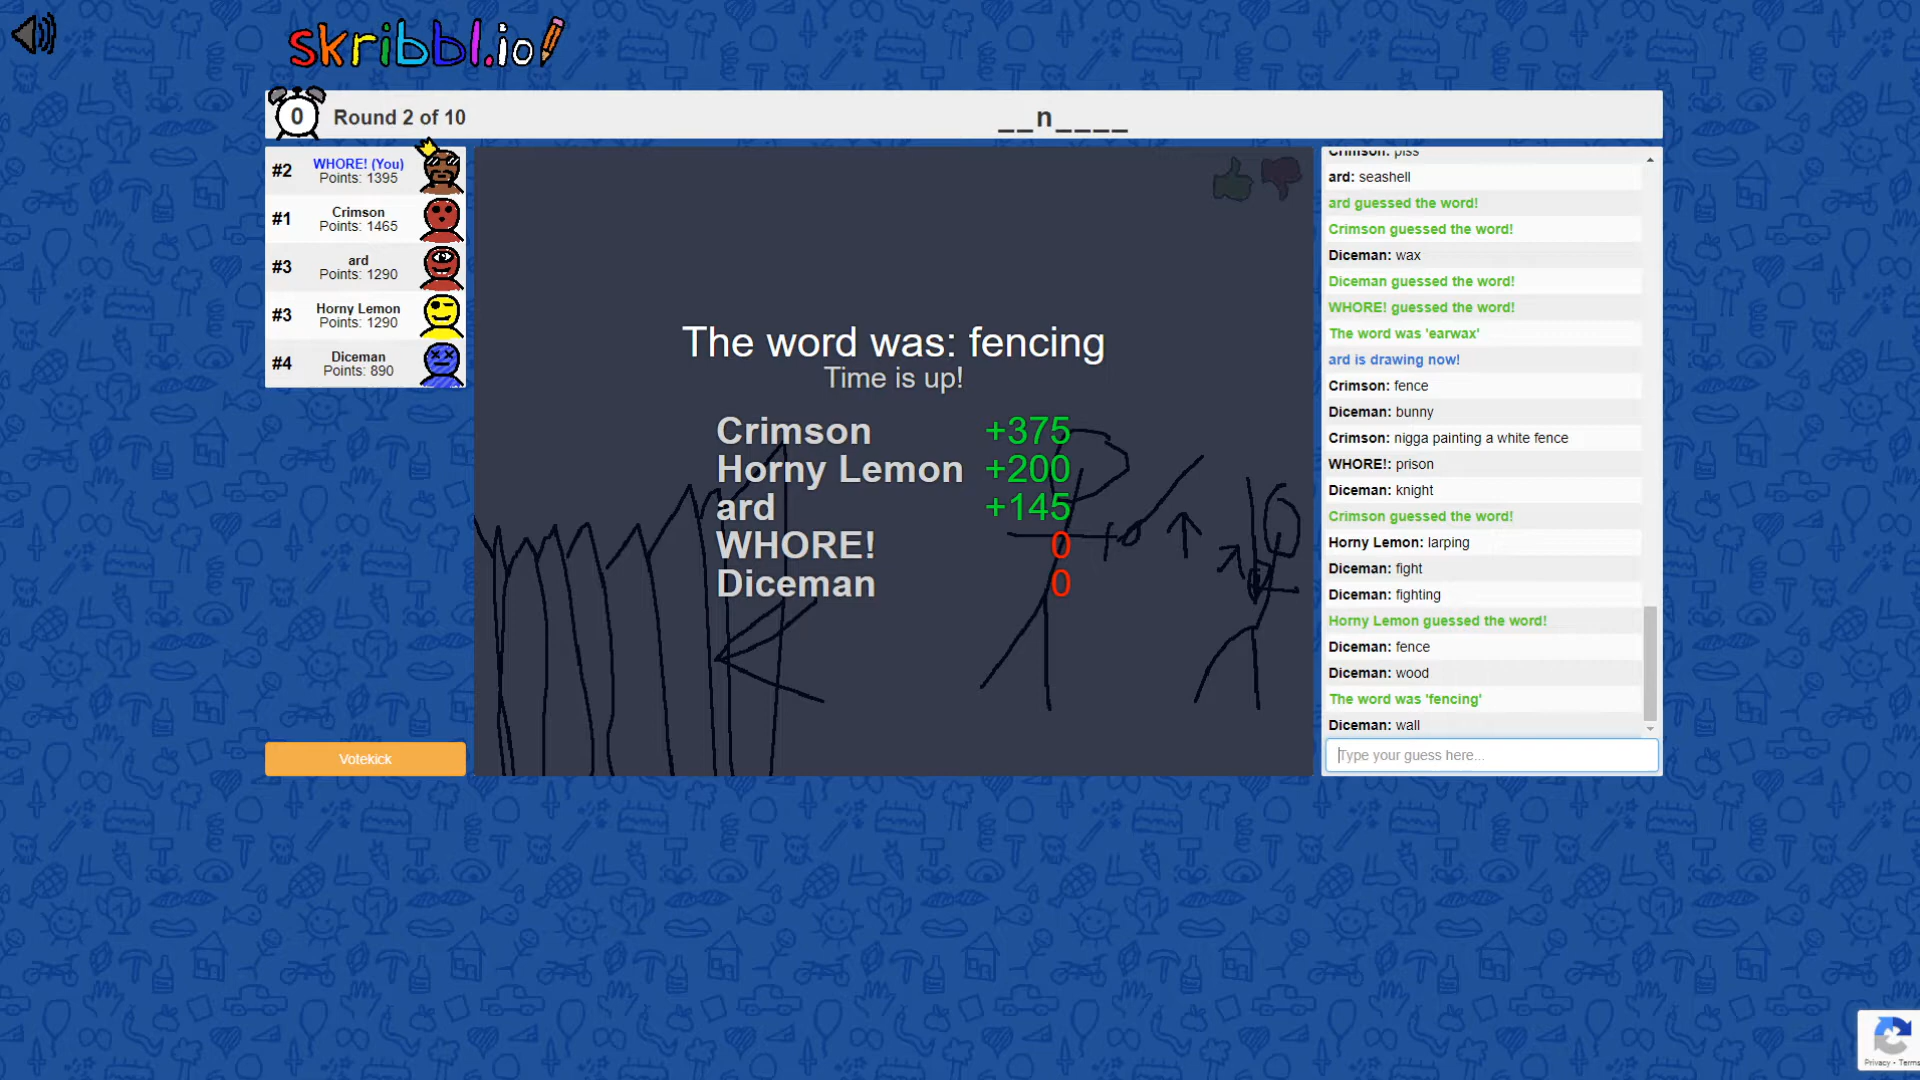 skribbl.io
0
Round 2 of 10
__n____
#2
WHORE! (You)
Points: 1395
#1
Crimson
Points: 1465
#3
ard
Points: 1290
#3
Horny Lemon
Points: 1290
#4
Diceman
Points: 890
Votekick
The word was: fencing
Time is up!
Crimson +375
Horny Lemon +200
ard +145
WHORE! 0
Diceman 0
Crimson: piss
ard: seashell
ard guessed the word!
Crimson guessed the word!
Diceman: wax
Diceman guessed the word!
WHORE! guessed the word!
The word was 'earwax'
ard is drawing now!
Crimson: fence
Diceman: bunny
Crimson: nigga painting a white fence
WHORE!: prison
Diceman: knight
Crimson guessed the word!
Horny Lemon: larping
Diceman: fight
Diceman: fighting
Horny Lemon guessed the word!
Diceman: fence
Diceman: wood
The word was 'fencing'
Diceman: wall
Type your guess here...
Privacy - Terms